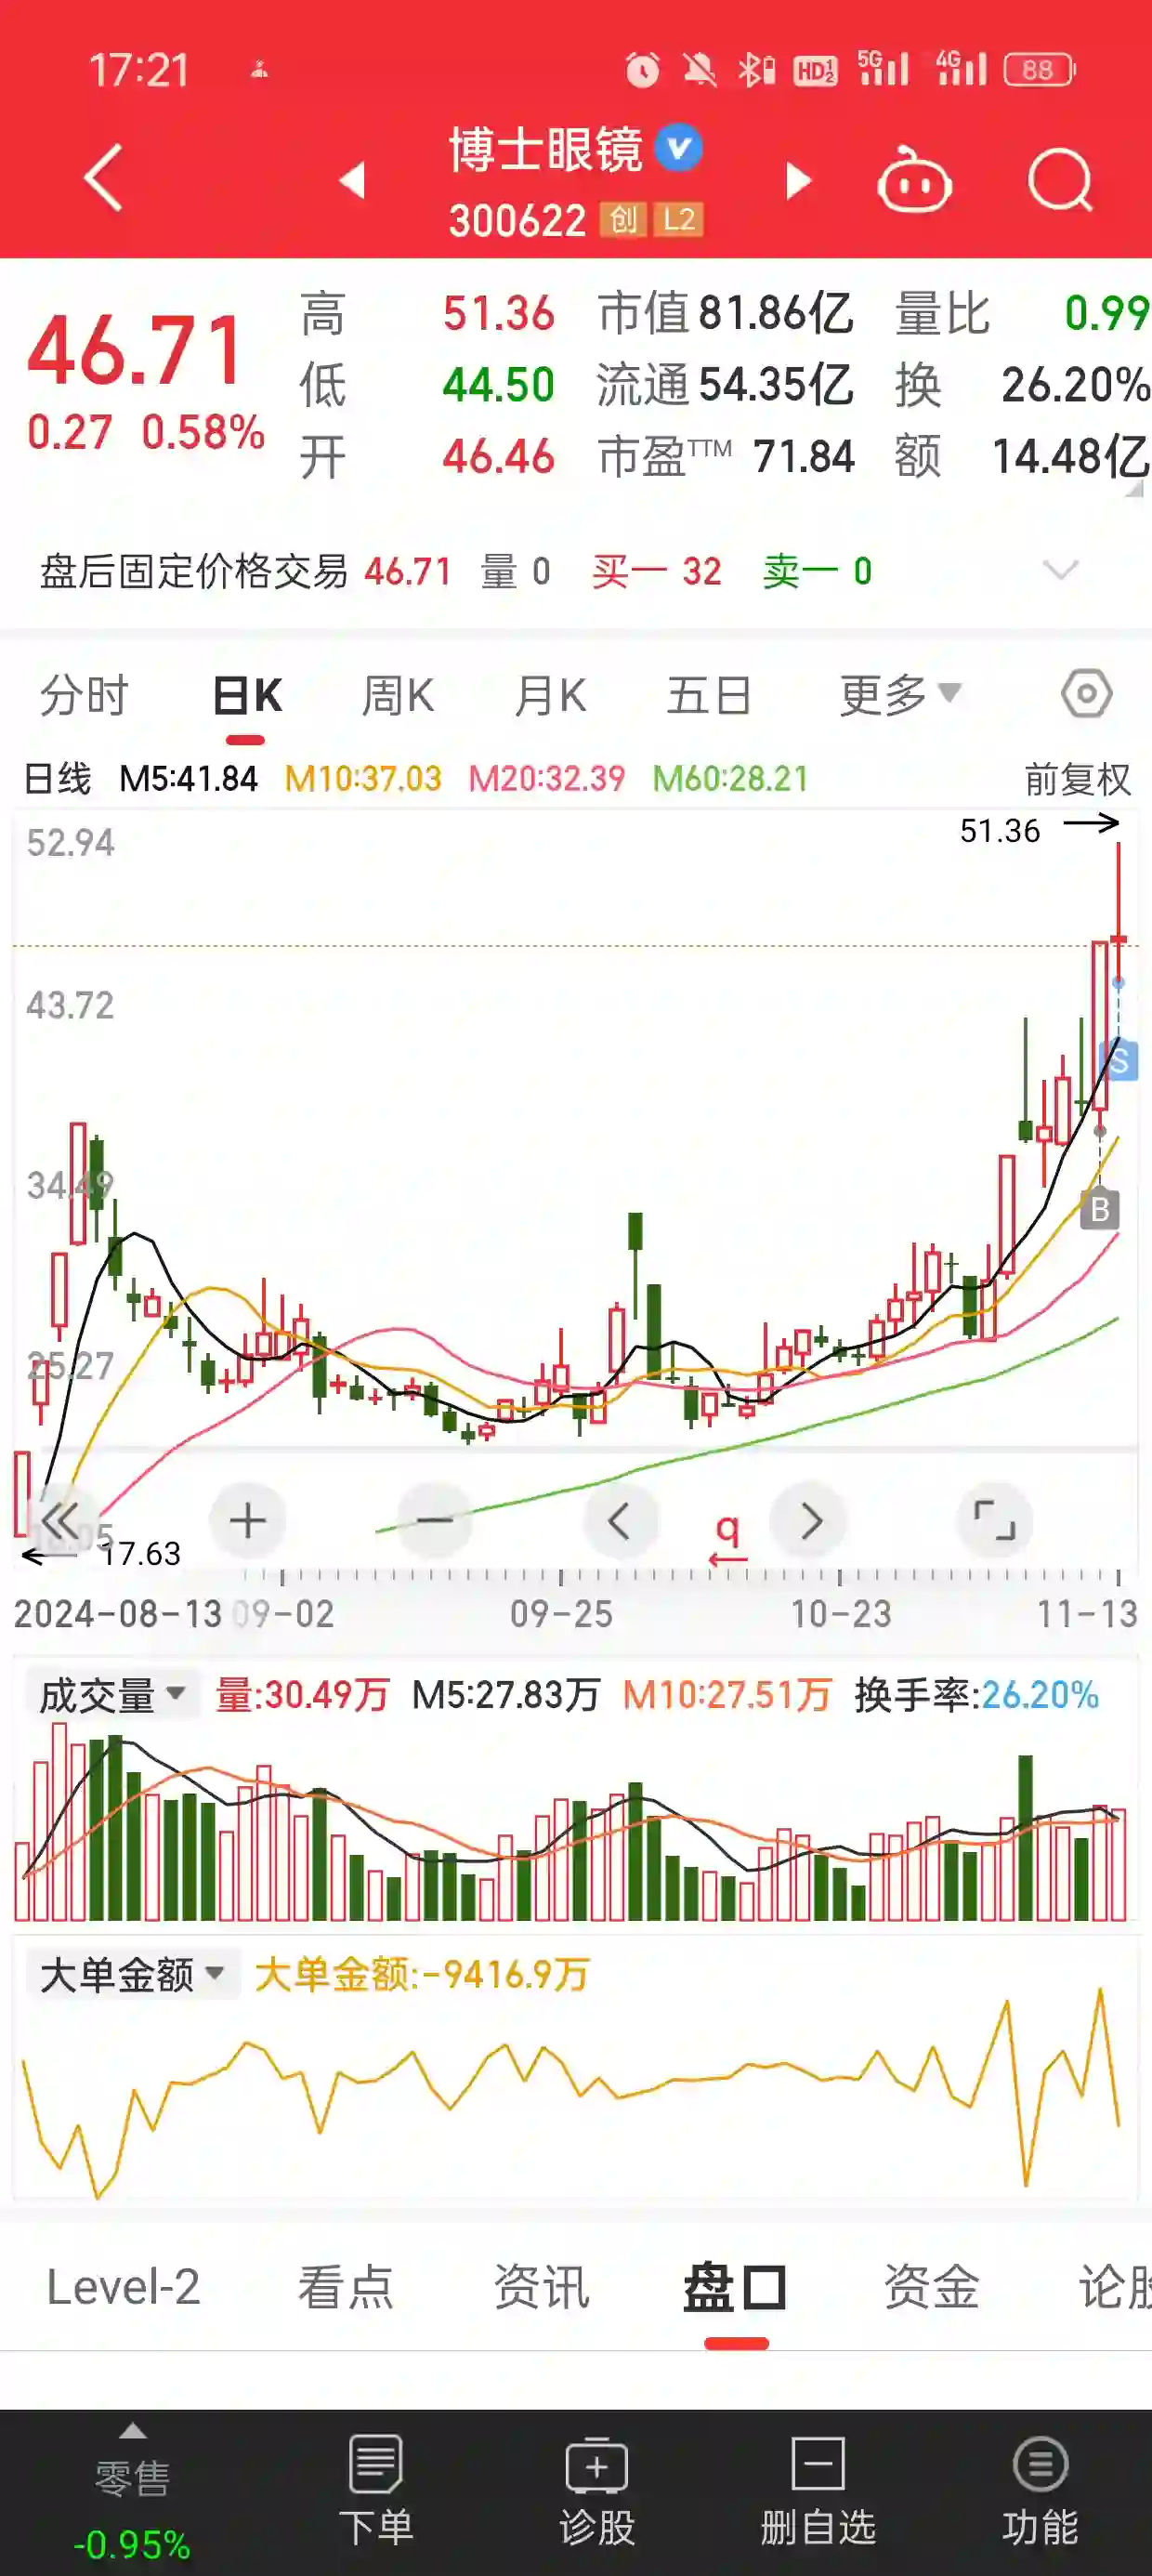 17:21 HD 1 2 5G 4G 88
博士眼镜
300622 创 L2
46.71 高 51.36 市值 81.86亿 量比 0.99
0.27 0.58% 低 44.50 流通 54.35亿 换 26.20%
开 46.46 市盈TTM 71.84 额 14.48亿
盘后固定价格交易 46.71 量 0 买一 32 卖一 0
分时 日K 周K 月K 五日 更多
日线 M5:41.84 M10:37.03 M20:32.39 M60:28.21 前复权
51.36
52.94
43.72
S
34.49
B
25.27
q
17.63
2024-08-13 09-02 09-25 10-23 11-13
成交量 量:30.49万 M5:27.83万 M10:27.51万 换手率:26.20%
大单金额 大单金额:-9416.9万
Level-2 看点 资讯 盘口 资金 论股
零售 下单 诊股 删自选 功能
-0.95%